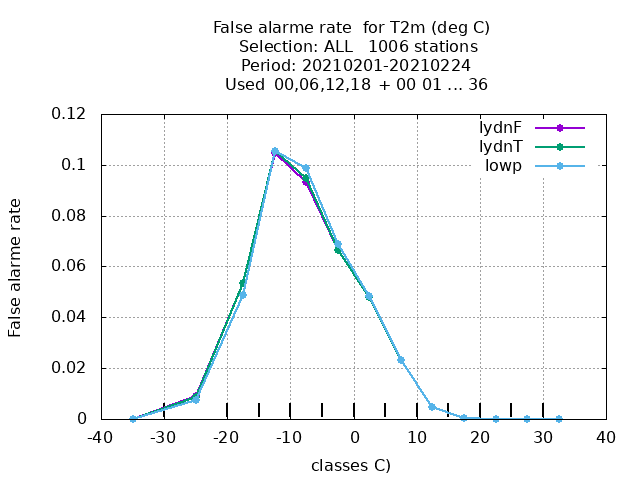 False alarme rate  for T2m (deg C)
Selection: ALL   1006 stations
Period: 20210201-20210224
Used  00,06,12,18  + 00 01 ... 36
0.12
lydnF
lydnT
0.1
lowp
0.08
False alarme rate
0.06
0.04
0.02
0
-40 -30 -20 -10 0 10 20 30 40
classes C)